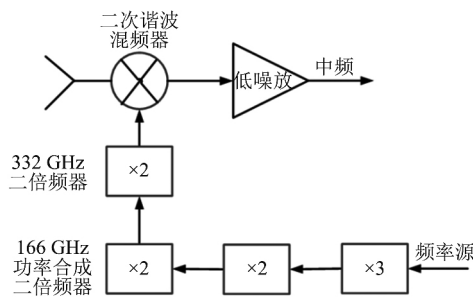 二次谐波
混频器
低噪放
中频
332 GHz
二倍频器
×2
166 GHz
功率合成
二倍频器
×2
×2
×3
频率源